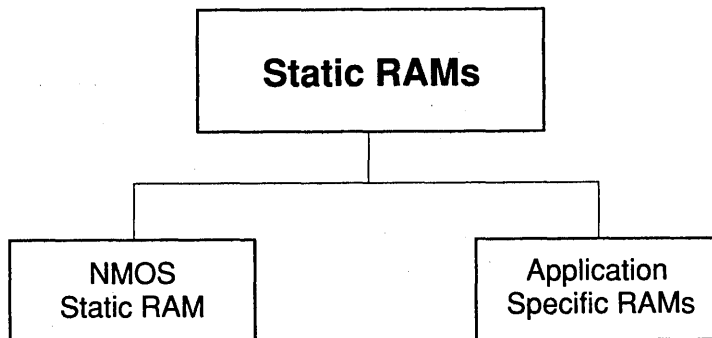 Static RAMs
NMOS
Static RAM
Application
Specific RAMs